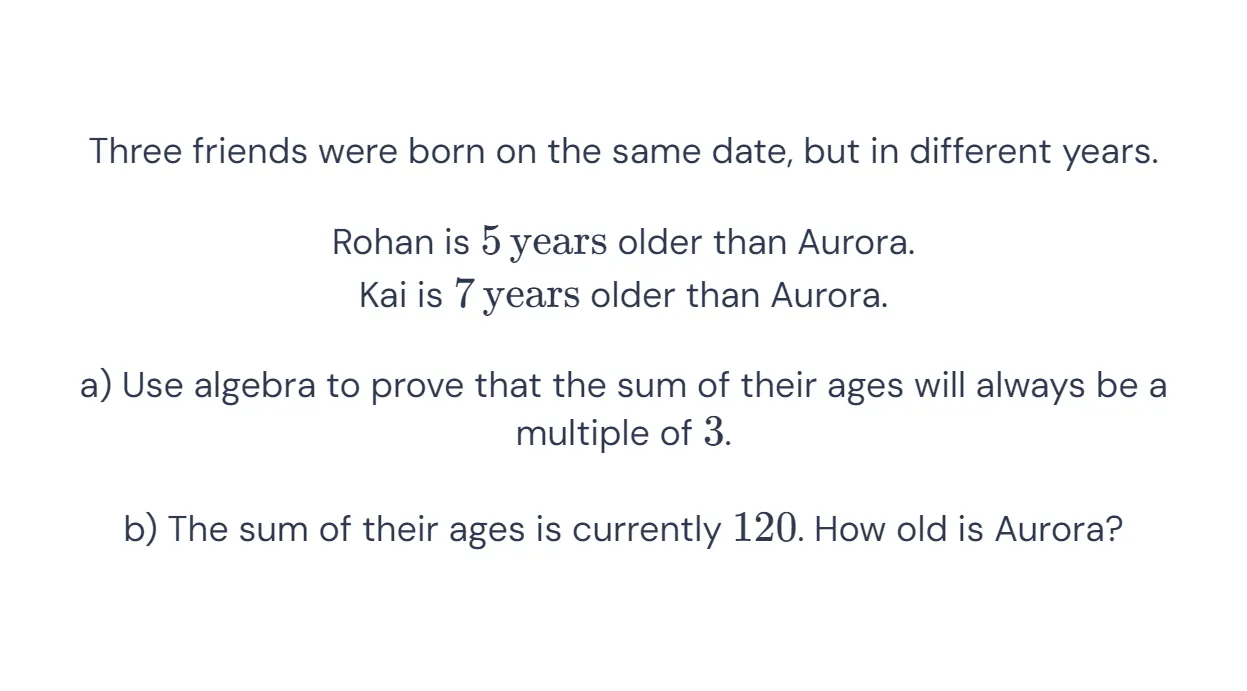 Three friends were born on the same date, but in different years.
Rohan is 5 years older than Aurora.
Kai is 7 years older than Aurora.
a) Use algebra to prove that the sum of their ages will always be a
multiple of 3.
b) The sum of their ages is currently 120. How old is Aurora?